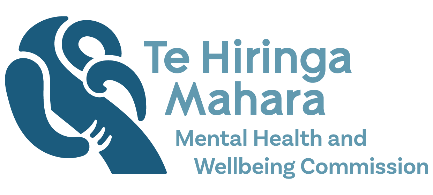 Te Hiringa
Mahara
Mental Health and
Wellbeing Commission